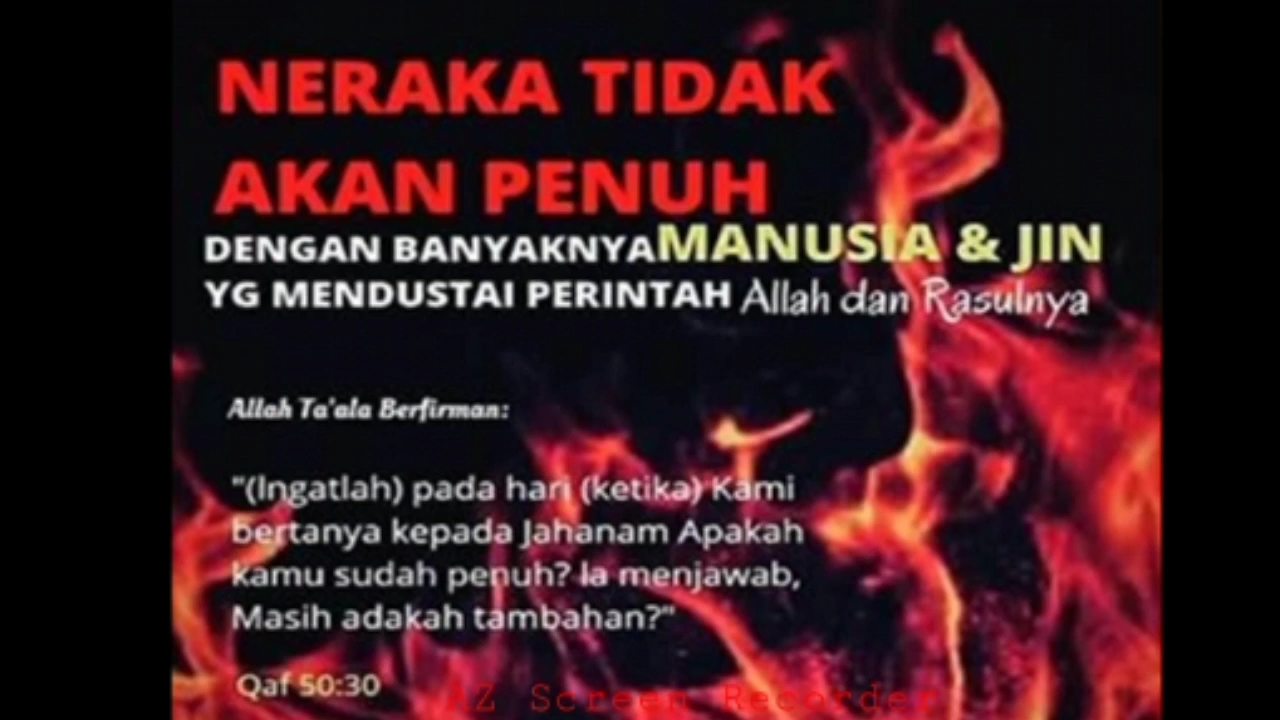 NERAKA TIDAK
AKAN PENUH
DENGAN BANYAKNYA MANUSIA & JIN
YG MENDUSTAI PERINTAH Allah dan Rasulnya
Allah Ta'ala Berfirman:
"(Ingatlah) pada hari (ketika) Kami
bertanya kepada Jahanam Apakah
kamu sudah penuh? Ia menjawab,
Masih adakah tambahan?"
Qaf 50:30
AZ Screen Recorder